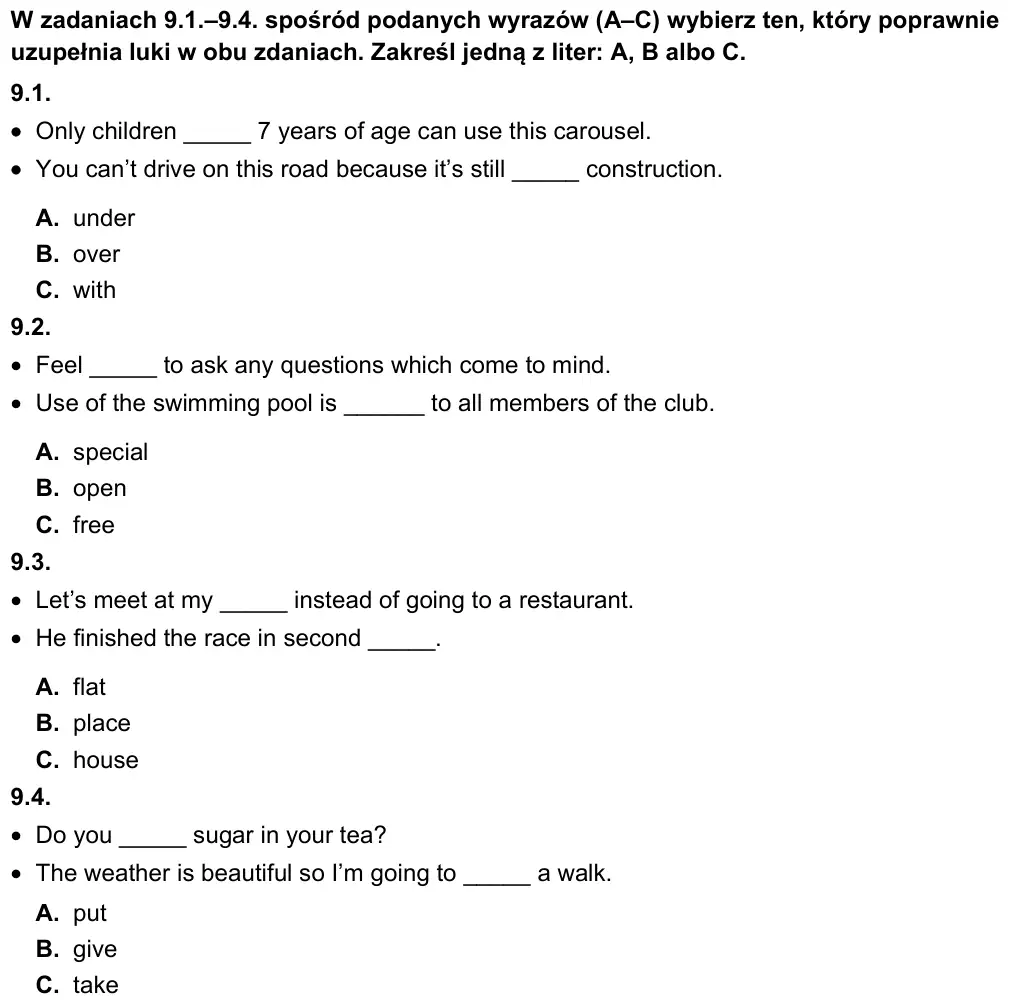 W zadaniach 9.1.–9.4. spośród podanych wyrazów (A–C) wybierz ten, który poprawnie
uzupełnia luki w obu zdaniach. Zakreśl jedną z liter: A, B albo C.
9.1.
• Only children _____ 7 years of age can use this carousel.
• You can’t drive on this road because it’s still _____ construction.
A. under
B. over
C. with
9.2.
• Feel _____ to ask any questions which come to mind.
• Use of the swimming pool is ______ to all members of the club.
A. special
B. open
C. free
9.3.
• Let’s meet at my _____ instead of going to a restaurant.
• He finished the race in second _____.
A. flat
B. place
C. house
9.4.
• Do you _____ sugar in your tea?
• The weather is beautiful so I’m going to _____ a walk.
A. put
B. give
C. take